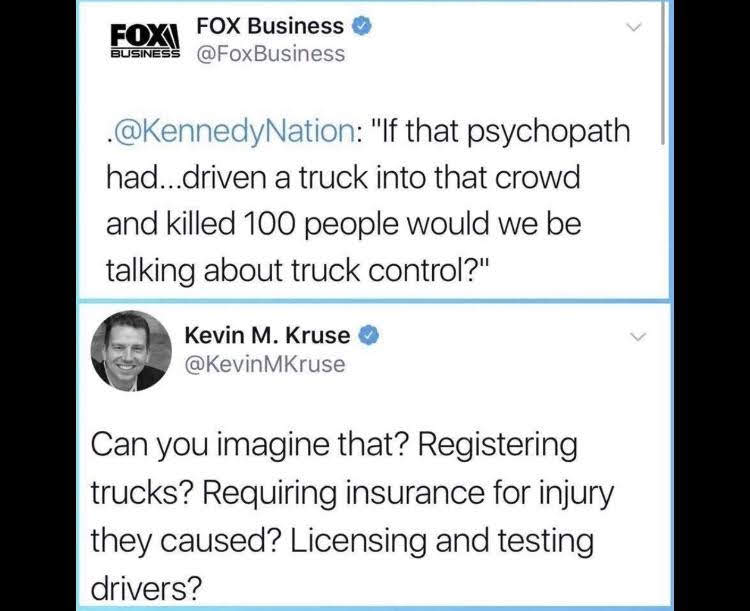 FOX BUSINESS
FOX Business
@FoxBusiness
.@KennedyNation: "If that psychopath
had...driven a truck into that crowd
and killed 100 people would we be
talking about truck control?"
Kevin M. Kruse
@KevinMKruse
Can you imagine that? Registering
trucks? Requiring insurance for injury
they caused? Licensing and testing
drivers?